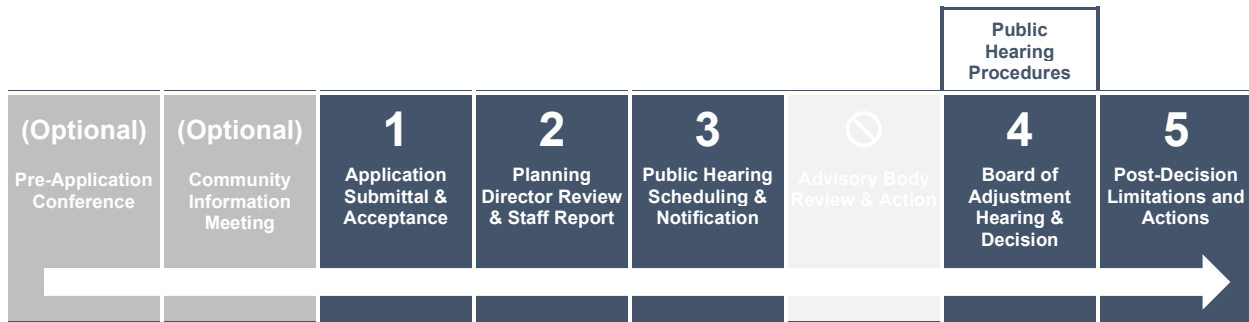 Public
Hearing
Procedures
(Optional)
Pre-Application
Conference
(Optional)
Community
Information
Meeting
1
Application
Submittal &
Acceptance
2
Planning
Director Review
& Staff Report
3
Public Hearing
Scheduling &
Notification
Advisory Body
Review & Action
4
Board of
Adjustment
Hearing &
Decision
5
Post-Decision
Limitations and
Actions